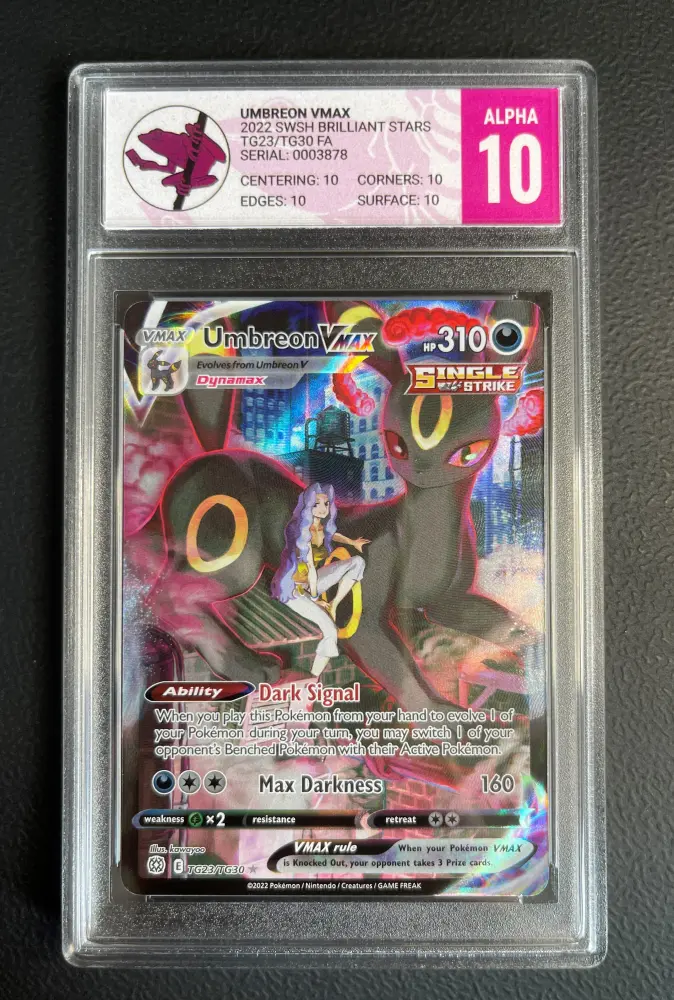 UMBREON VMAX
2022 SWSH BRILLIANT STARS
TG23/TG30 FA
SERIAL: 0003878
CENTERING: 10 CORNERS: 10
EDGES: 10 SURFACE: 10
ALPHA
10
VMAX
Umbreon VMAX
HP 310
Evolves from Umbreon V
Dynamax
SINGLE
STRIKE
Ability Dark Signal
When you play this Pokémon from your hand to evolve 1 of
your Pokémon during your turn, you may switch 1 of your
opponent's Benched Pokémon with their Active Pokémon.
Max Darkness 160
weakness ×2 resistance retreat
Illus. kawayoo
VMAX rule When your Pokémon VMAX
is Knocked Out, your opponent takes 3 Prize cards.
E TG23/TG30
©2022 Pokémon / Nintendo / Creatures / GAME FREAK